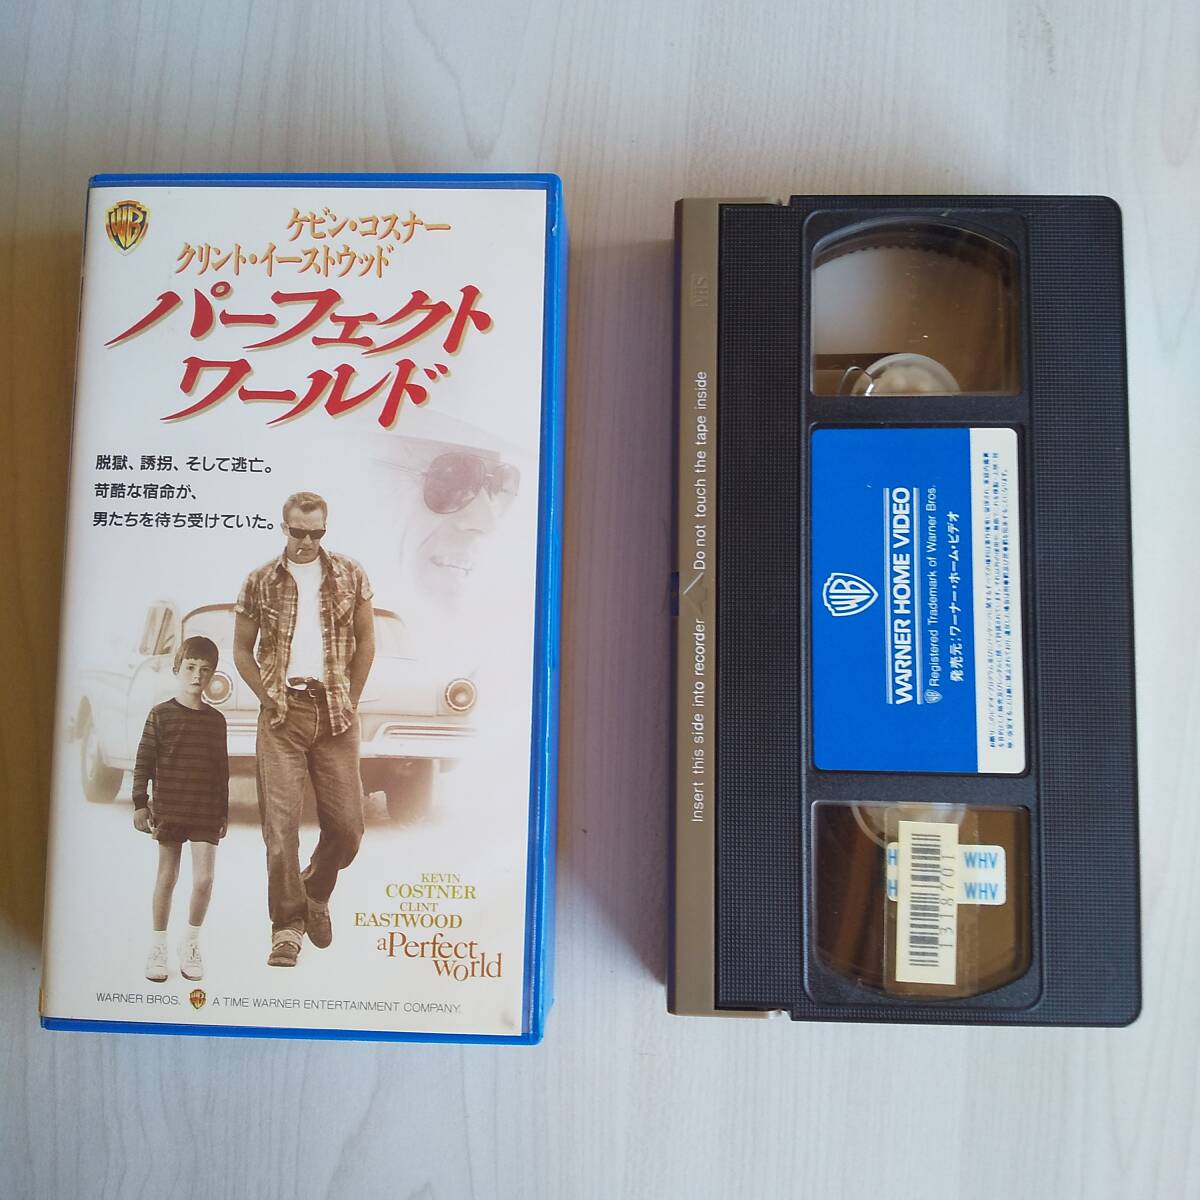 WB
ケビン・コスナー
クリント・イーストウッド
パーフェクト
ワールド
脱獄、誘拐、そして逃亡。
苛酷な宿命が、
男たちを待ち受けていた。
KEVIN
COSTNER
CLINT
EASTWOOD
a Perfect
World
WARNER BROS.
A TIME WARNER ENTERTAINMENT COMPANY.
VHS
Insert this side into recorder
Do not touch the tape inside
WB
WARNER HOME VIDEO
Registered Trademark of Warner Bros.
発売元:ワーナー・ホーム・ビデオ
H WHV
H WHV
1318701